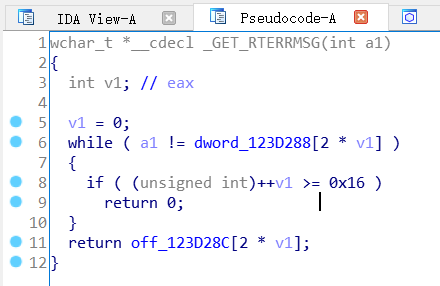 IDA View-A
Pseudocode-A
1 wchar_t *__cdecl _GET_RTERRMSG(int a1)
2 {
3 int v1; // eax
4
5 v1 = 0;
6 while ( a1 != dword_123D288[2 * v1] )
7 {
8 if ( (unsigned int)++v1 >= 0x16 )
9 return 0;
10 }
11 return off_123D28C[2 * v1];
12 }